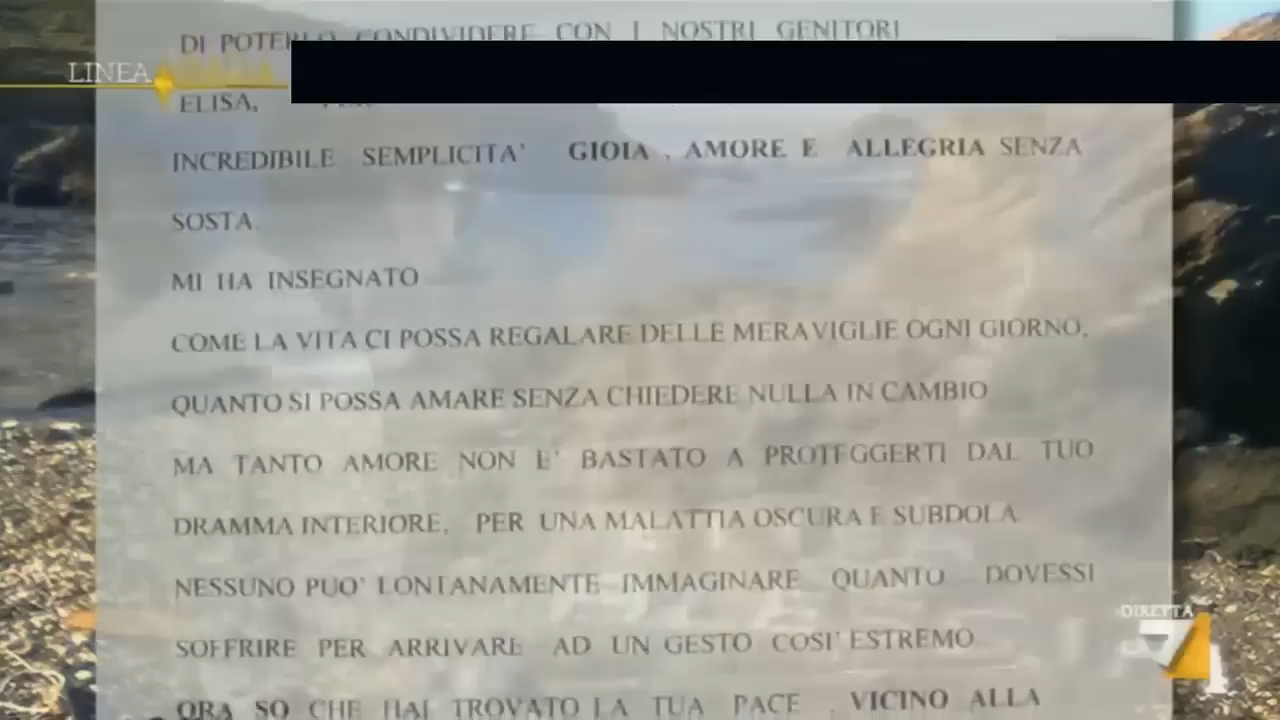 DI POTERLO CONDIVIDERE CON I NOSTRI GENITORI
LINEA GIALLA
ELISA,
INCREDIBILE SEMPLICITA' GIOIA , AMORE E ALLEGRIA SENZA
SOSTA.
MI HA INSEGNATO
COME LA VITA CI POSSA REGALARE DELLE MERAVIGLIE OGNI GIORNO,
QUANTO SI POSSA AMARE SENZA CHIEDERE NULLA IN CAMBIO
MA TANTO AMORE NON E' BASTATO A PROTEGGERTI DAL TUO
DRAMMA INTERIORE, PER UNA MALATTIA OSCURA E SUBDOLA
NESSUNO PUO' LONTANAMENTE IMMAGINARE QUANTO DOVESSI
SOFFRIRE PER ARRIVARE AD UN GESTO COSI' ESTREMO
DIRETTA
7
ORA SO CHE HAI TROVATO LA TUA PACE , VICINO ALLA